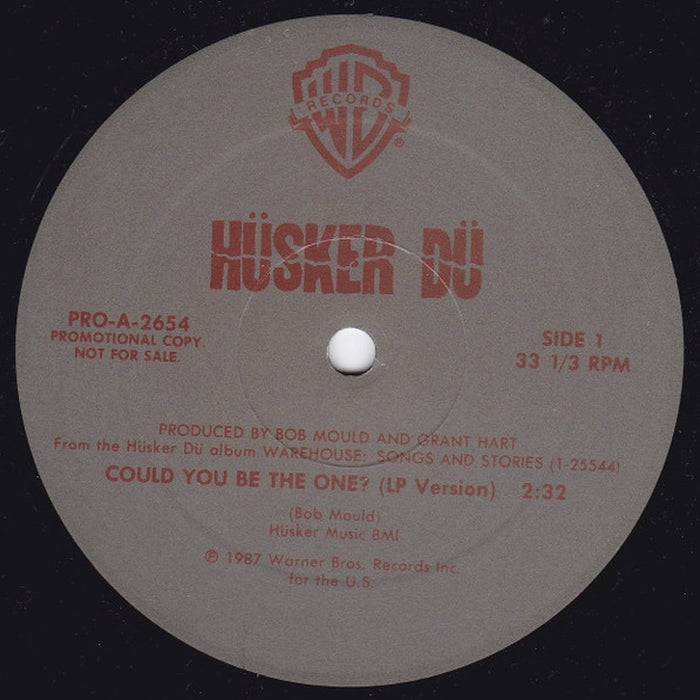 WB
RECORDS
®
HÜSKER DÜ
PRO-A-2654
PROMOTIONAL COPY.
NOT FOR SALE.
SIDE 1
33 1/3 RPM
PRODUCED BY BOB MOULD AND GRANT HART
From the Hüsker Dü album WAREHOUSE: SONGS AND STORIES (1-25544)
COULD YOU BE THE ONE? (LP Version) 2:32
(Bob Mould)
Hüsker Music BMI
℗ 1987 Warner Bros. Records Inc.
for the U.S.